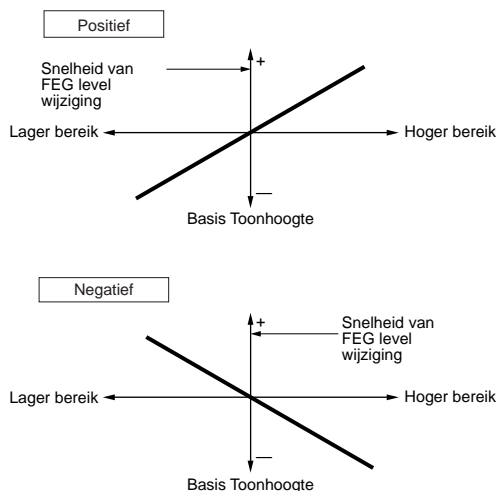 Positief
Snelheid van
FEG level
wijziging
+
Lager bereik
Hoger bereik
—
Basis Toonhoogte
Negatief
+
Snelheid van
FEG level
wijziging
Lager bereik
Hoger bereik
—
Basis Toonhoogte